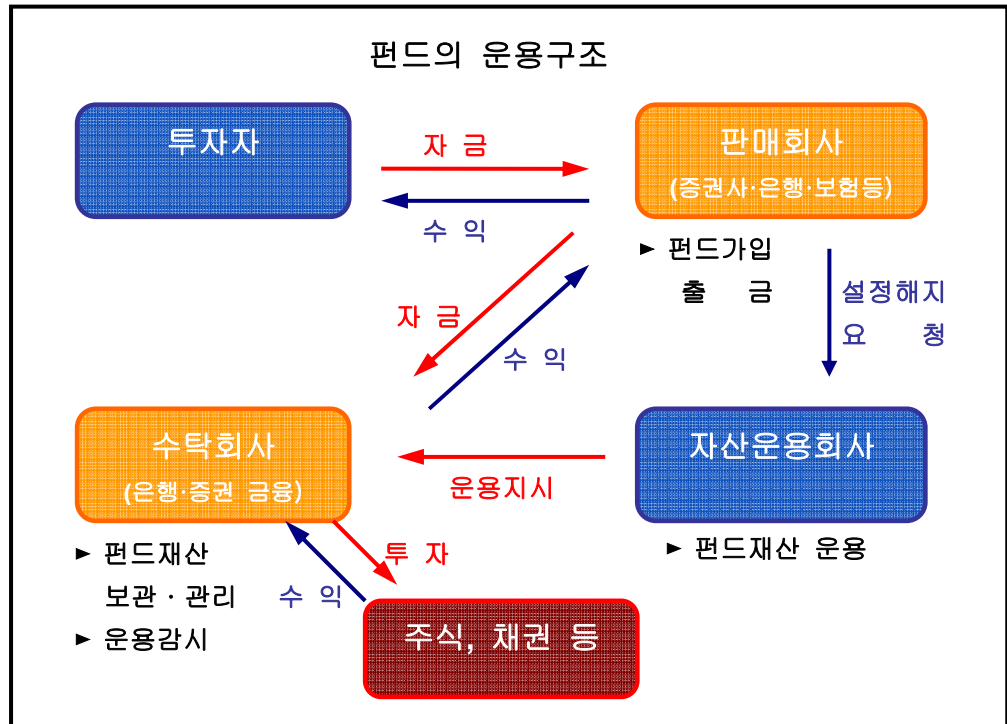 펀드의 운용구조
투자자
자 금
판매회사
(증권사·은행·보험등)
수 익
► 펀드가입
출 금
설정해지
요 청
자 금
수 익
수탁회사
(은행·증권 금융)
자산운용회사
운용지시
► 펀드재산
보관 · 관리
► 운용감시
투 자
수 익
► 펀드재산 운용
주식, 채권 등